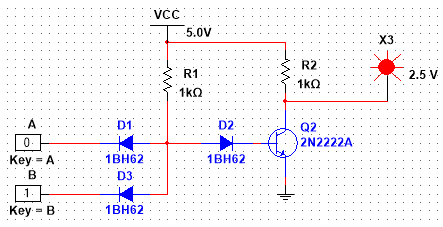 VCC
5.0V
X3
R1
1kΩ
R2
1kΩ
2.5 V
A
0
Key = A
D1
1BH62
D2
1BH62
Q2
2N2222A
B
1
Key = B
D3
1BH62